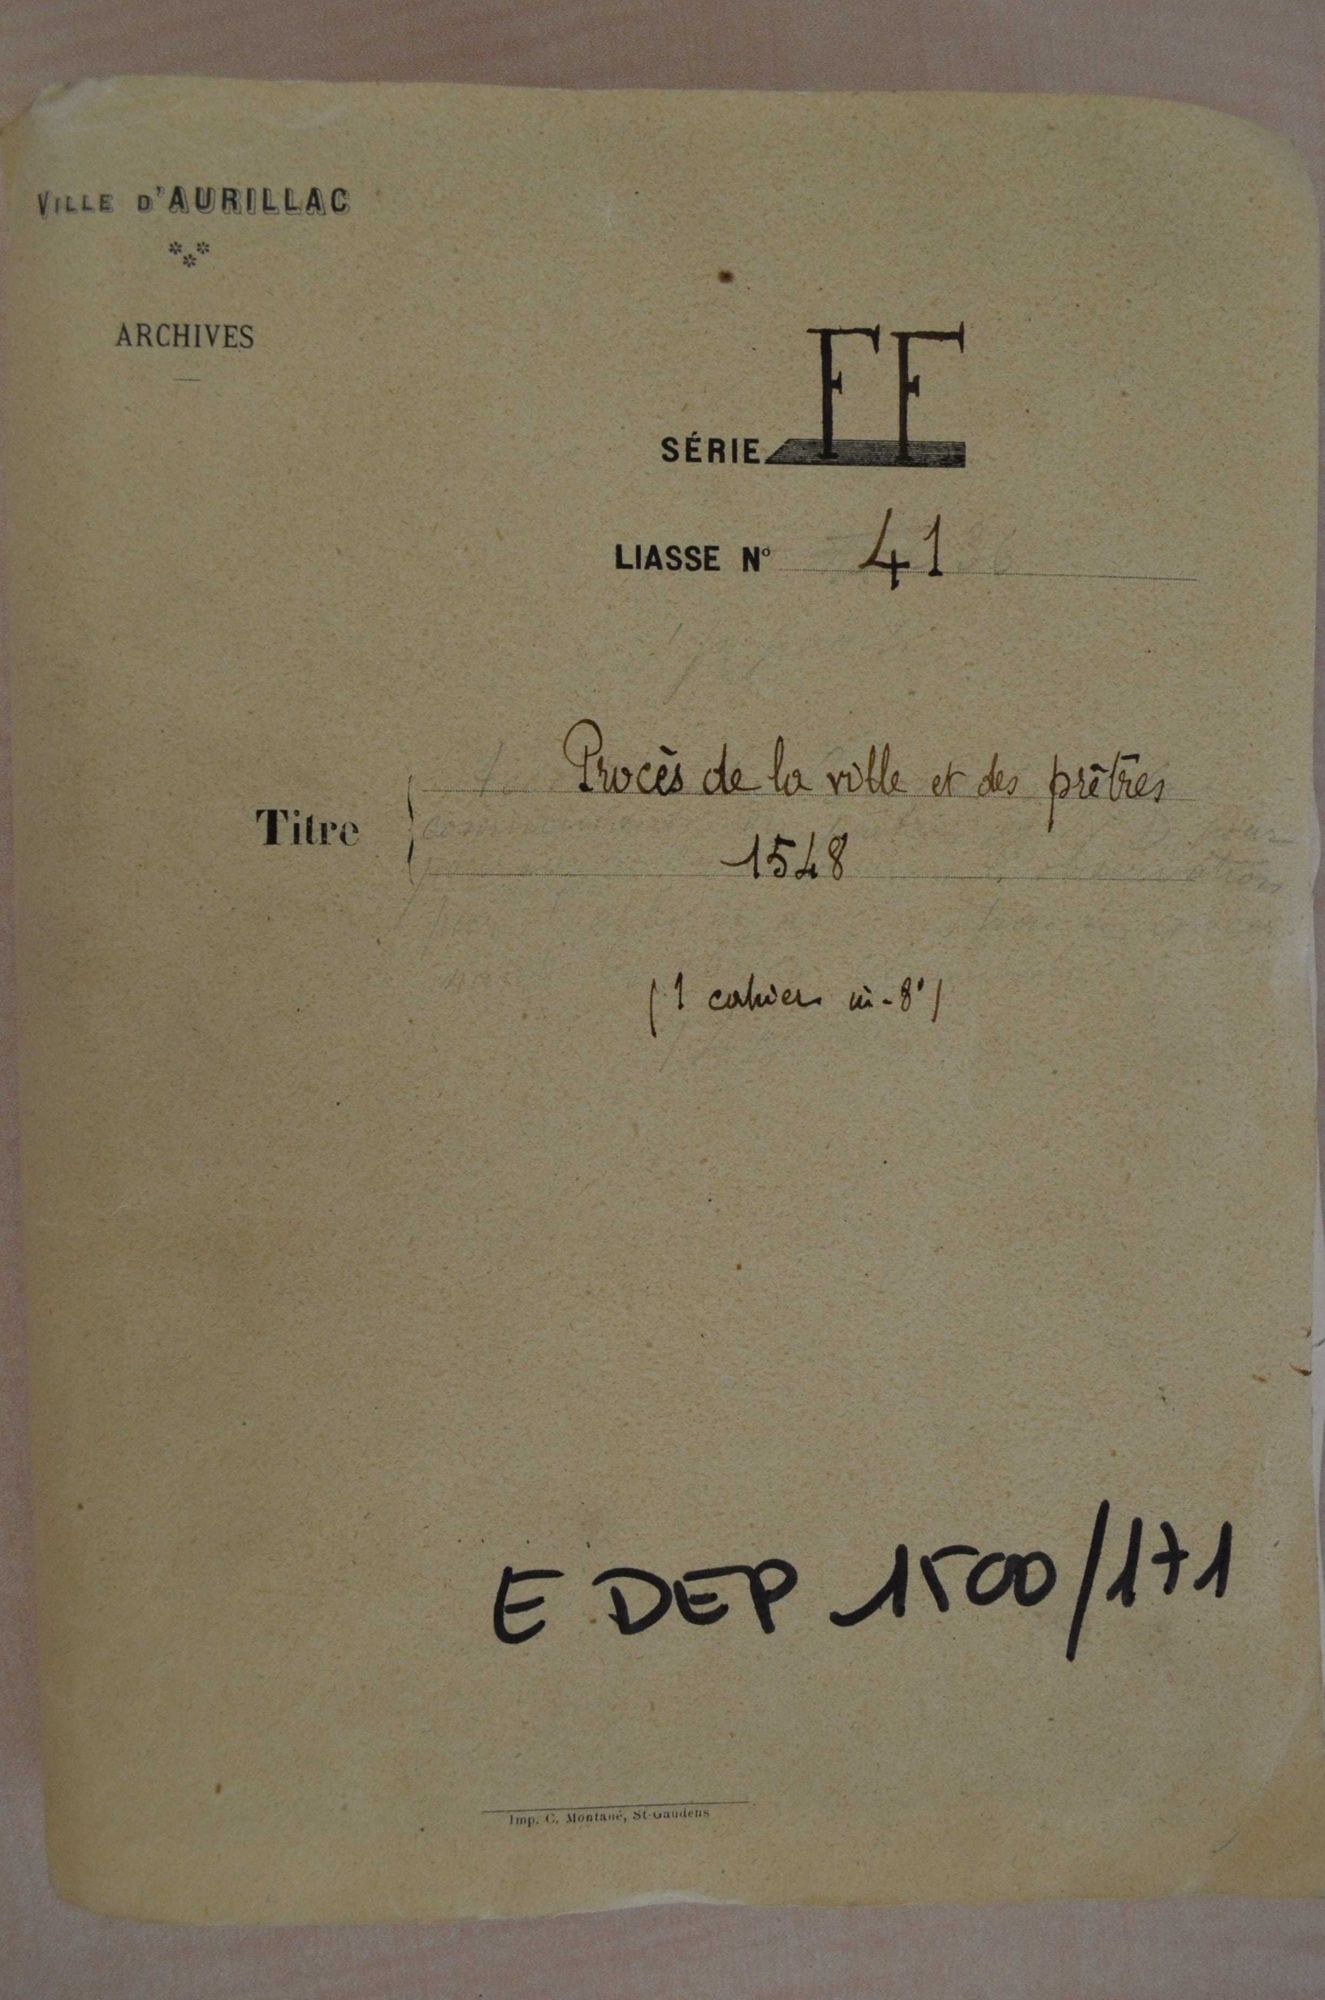 VILLE D'AURILLAC
ARCHIVES
SÉRIE FF
LIASSE N° 41
Titre
Procès de la ville et des prêtres
1548
(1 cahier in-8°)
E DEP 1500/171
Imp. C. Montané, St-Gaudens